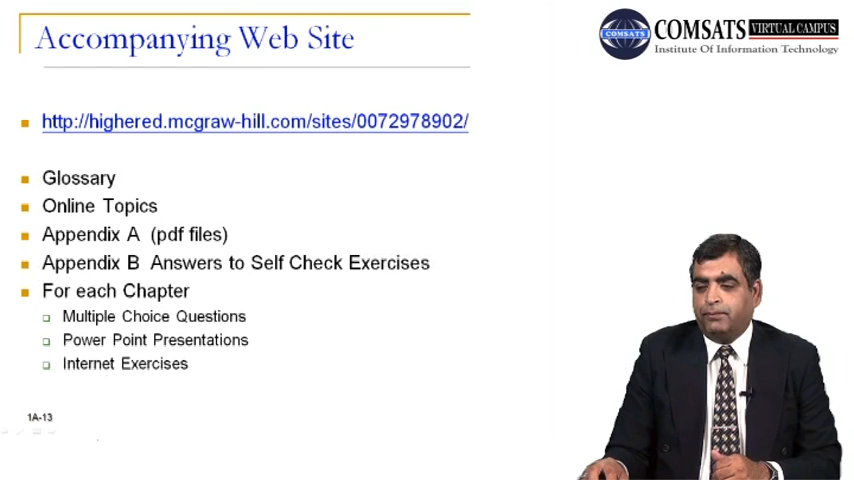 Accompanying Web Site
COMSATS VIRTUAL CAMPUS
COMSATS
Institute Of Information Technology
http://highered.mcgraw-hill.com/sites/0072978902/
Glossary
Online Topics
Appendix A (pdf files)
Appendix B Answers to Self Check Exercises
For each Chapter
Multiple Choice Questions
Power Point Presentations
Internet Exercises
1A-13